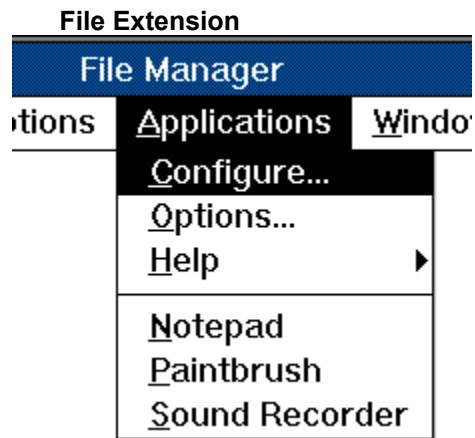 File Extension
File Manager
tions Applications Windo
Configure...
Options...
Help
Notepad
Paintbrush
Sound Recorder